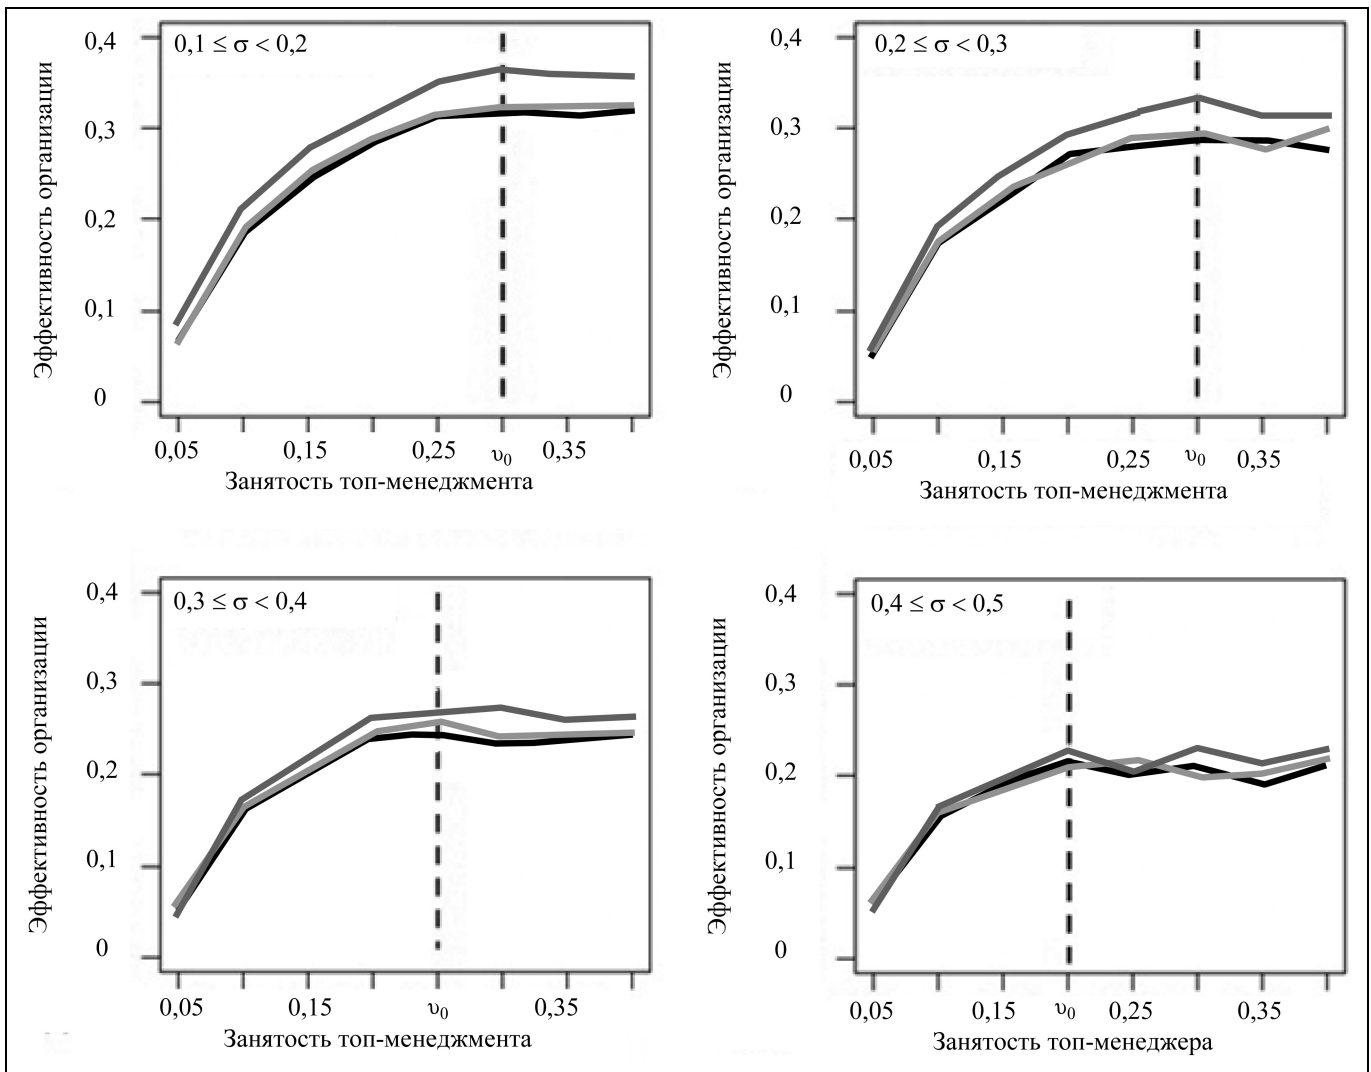 0,1 ≤ σ < 0,2
Эффективность организации
0,4
0,3
0,2
0,1
0
0,05 0,15 0,25 υ₀ 0,35
Занятость топ-менеджмента
0,2 ≤ σ < 0,3
Эффективность организации
0,4
0,3
0,2
0,1
0
0,05 0,15 0,25 υ₀ 0,35
Занятость топ-менеджмента
0,3 ≤ σ < 0,4
Эффективность организации
0,4
0,3
0,2
0,1
0
0,05 0,15 υ₀ 0,35
Занятость топ-менеджмента
0,4 ≤ σ < 0,5
Эффективность организации
0,4
0,3
0,2
0,1
0
0,05 0,15 υ₀ 0,25 0,35
Занятость топ-менеджера